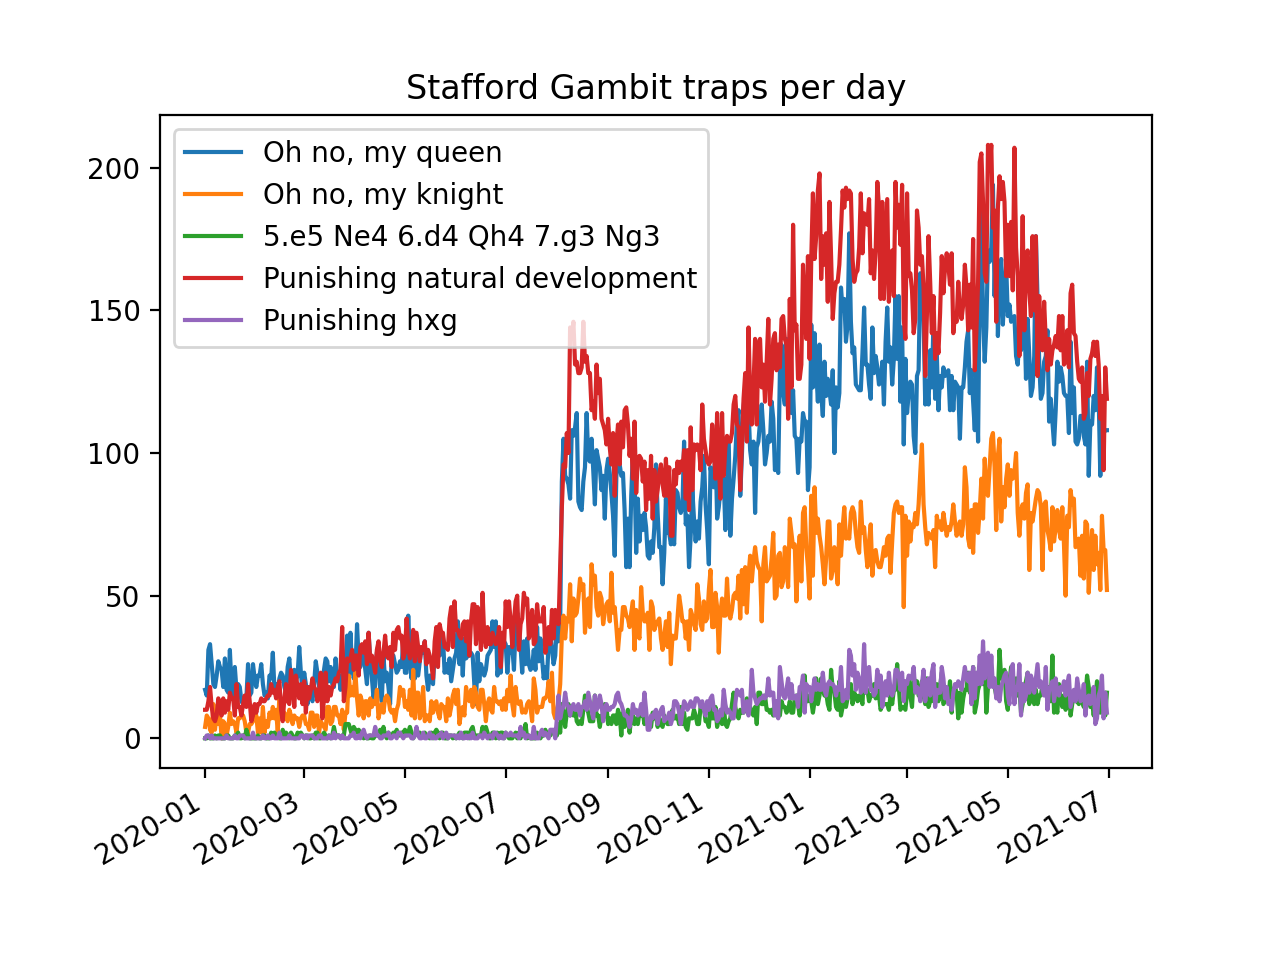 Stafford Gambit traps per day
Oh no, my queen
Oh no, my knight
5.e5 Ne4 6.d4 Qh4 7.g3 Ng3
Punishing natural development
Punishing hxg
200
150
100
50
0
2020-01
2020-03
2020-05
2020-07
2020-09
2020-11
2021-01
2021-03
2021-05
2021-07